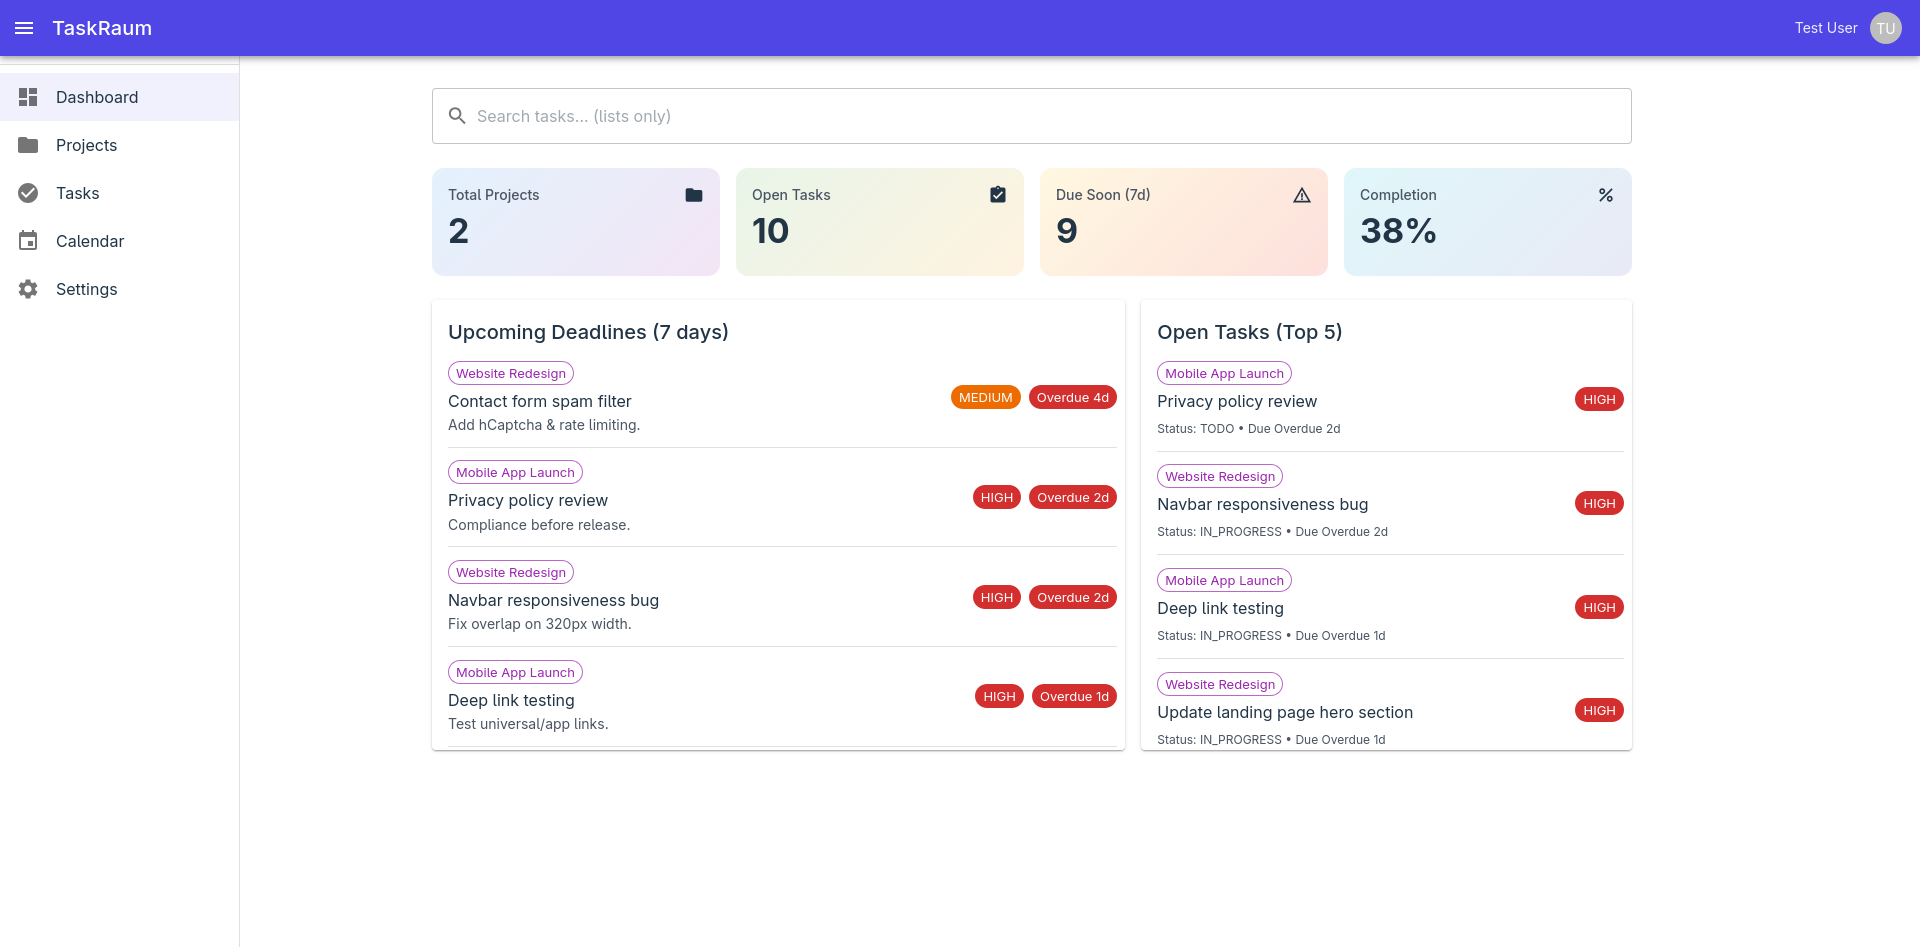 TaskRaum
Test User
TU
Dashboard
Projects
Tasks
Calendar
Settings
Search tasks... (lists only)
Total Projects
2
Open Tasks
10
Due Soon (7d)
9
Completion
38%
Upcoming Deadlines (7 days)
Website Redesign
Contact form spam filter
MEDIUM
Overdue 4d
Add hCaptcha & rate limiting.
Mobile App Launch
Privacy policy review
HIGH
Overdue 2d
Compliance before release.
Website Redesign
Navbar responsiveness bug
HIGH
Overdue 2d
Fix overlap on 320px width.
Mobile App Launch
Deep link testing
HIGH
Overdue 1d
Test universal/app links.
Open Tasks (Top 5)
Mobile App Launch
Privacy policy review
HIGH
Status: TODO • Due Overdue 2d
Website Redesign
Navbar responsiveness bug
HIGH
Status: IN_PROGRESS • Due Overdue 2d
Mobile App Launch
Deep link testing
HIGH
Status: IN_PROGRESS • Due Overdue 1d
Website Redesign
Update landing page hero section
HIGH
Status: IN_PROGRESS • Due Overdue 1d